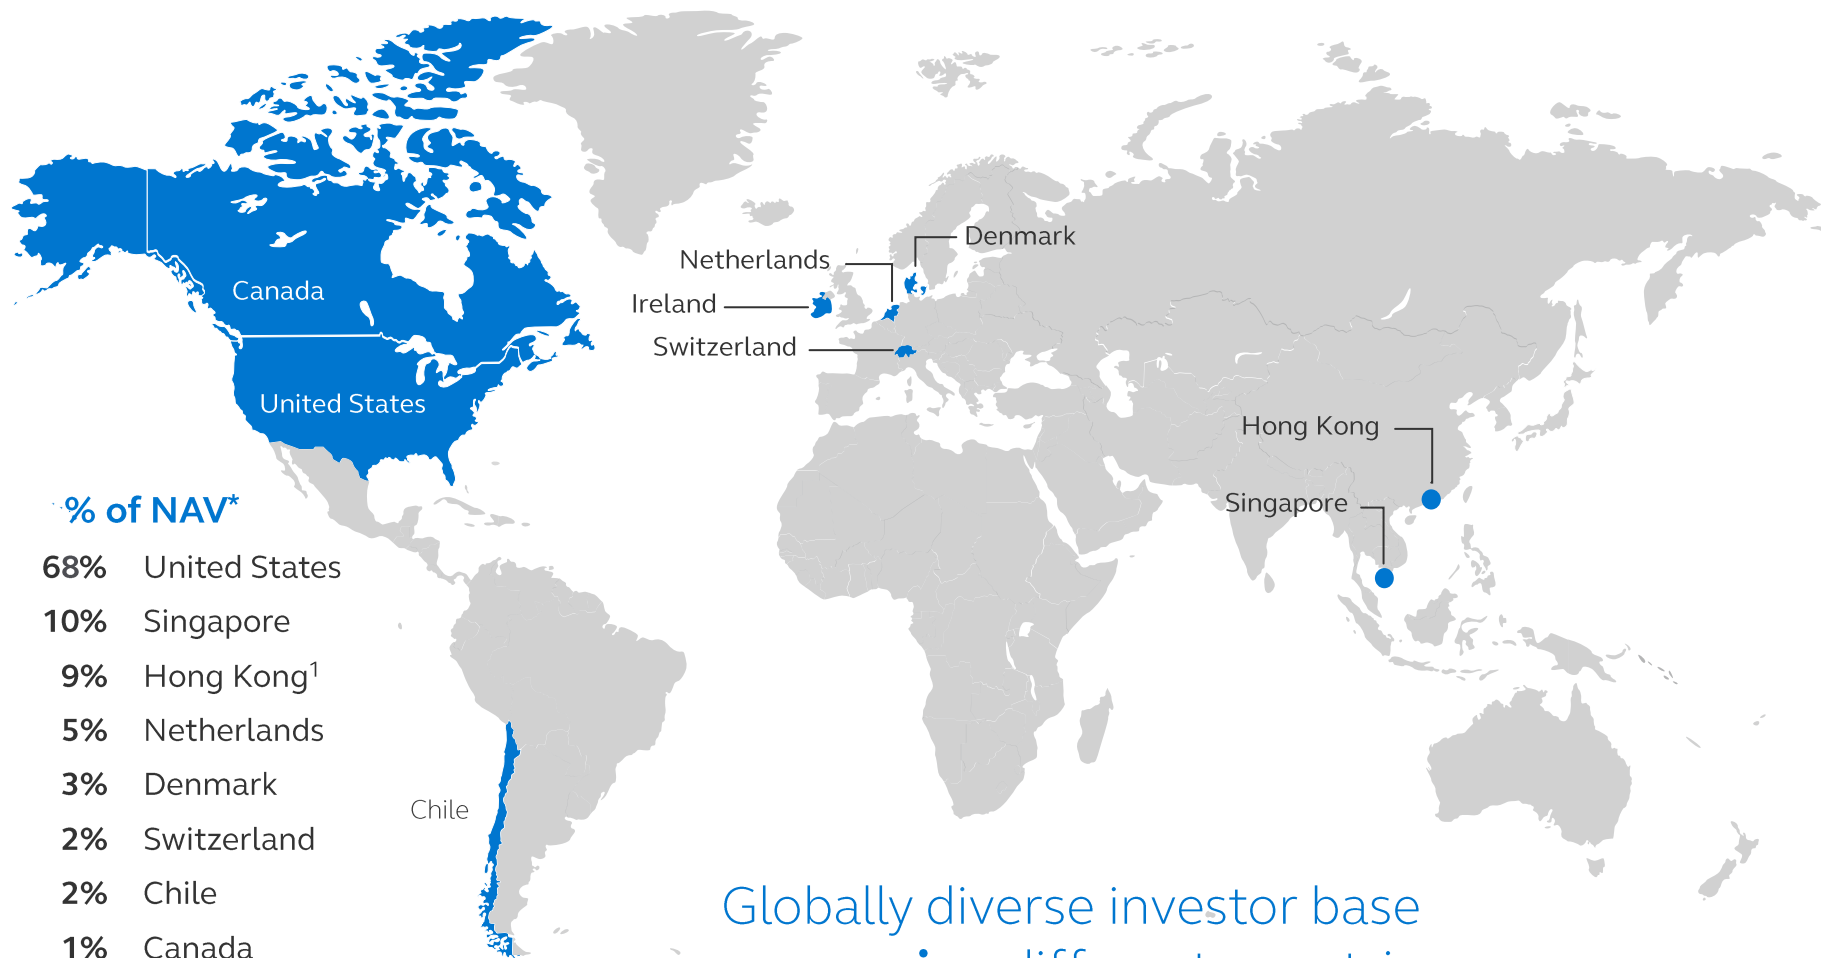 Denmark
Netherlands
Ireland
Switzerland
Canada
United States
Hong Kong
Singapore
Chile
% of NAV*
68% United States
10% Singapore
9% Hong Kong¹
5% Netherlands
3% Denmark
2% Switzerland
2% Chile
1% Canada
Globally diverse investor base
different